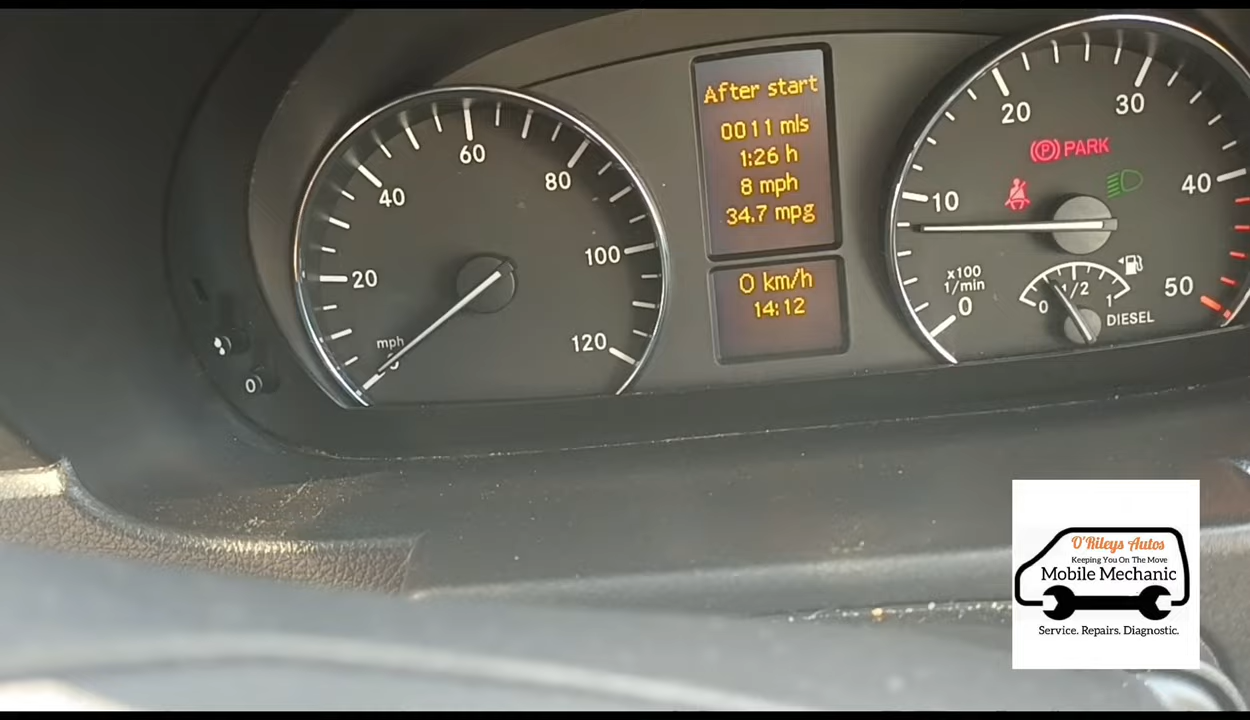 20
40
60
80
100
120
mph
0
After start
0011 mls
1:26 h
8 mph
34.7 mpg
0 km/h
14:12
0
10
20
30
40
50
x100
1/min
(P) PARK
0
1/2
1
DIESEL
O'Rileys Autos
Keeping You On The Move
Mobile Mechanic
Service. Repairs. Diagnostic.